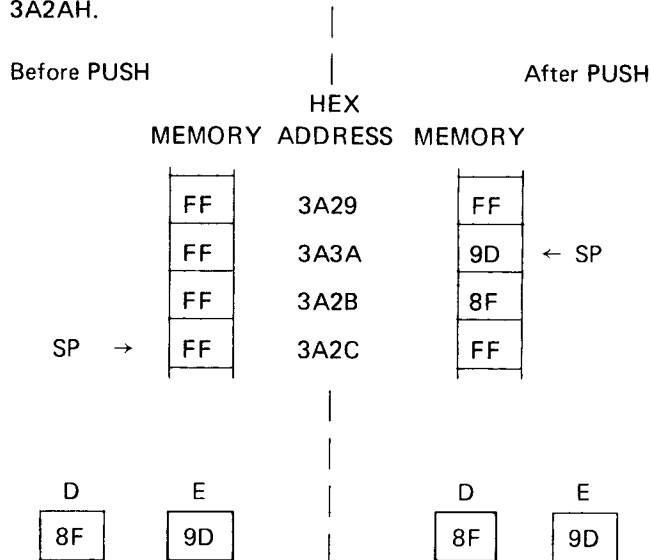 3A2AH.
Before PUSH After PUSH
HEX
MEMORY ADDRESS MEMORY
FF 3A29 FF
FF 3A3A 9D ← SP
FF 3A2B 8F
SP → FF 3A2C FF
D E D E
8F 9D 8F 9D